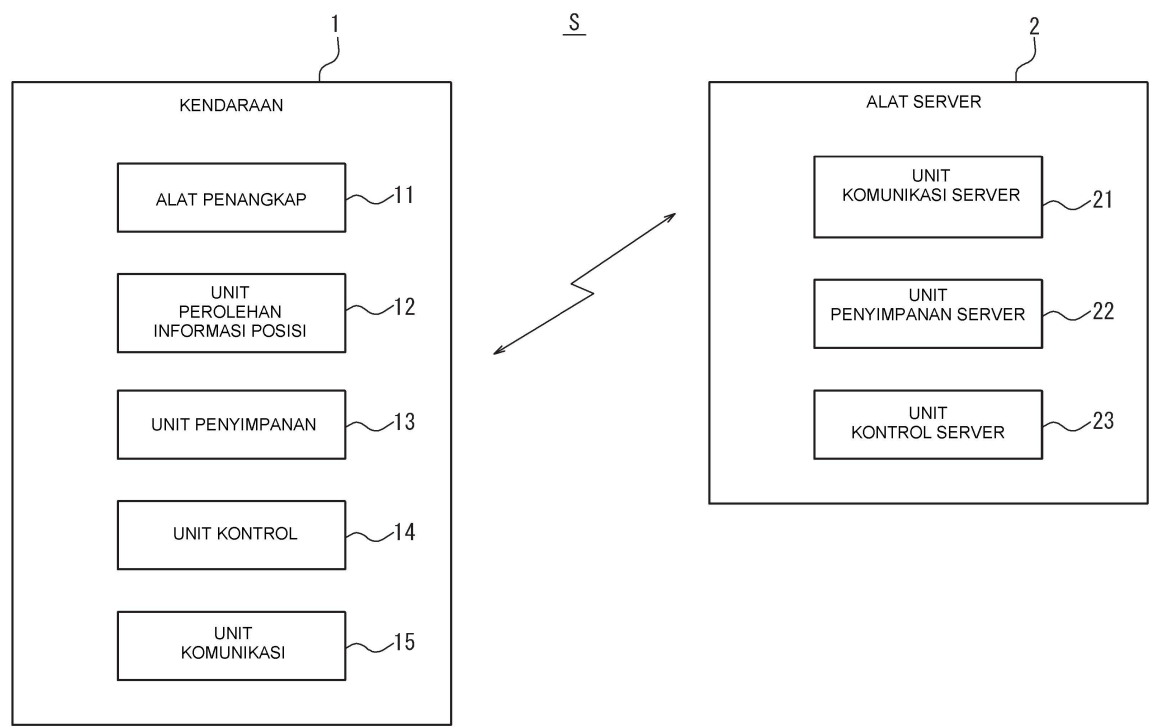 S
1
KENDARAAN
ALAT PENANGKAP
11
UNIT
PEROLEHAN
INFORMASI POSISI
12
UNIT PENYIMPANAN
13
UNIT KONTROL
14
UNIT
KOMUNIKASI
15
2
ALAT SERVER
UNIT
KOMUNIKASI SERVER
21
UNIT
PENYIMPANAN SERVER
22
UNIT
KONTROL SERVER
23